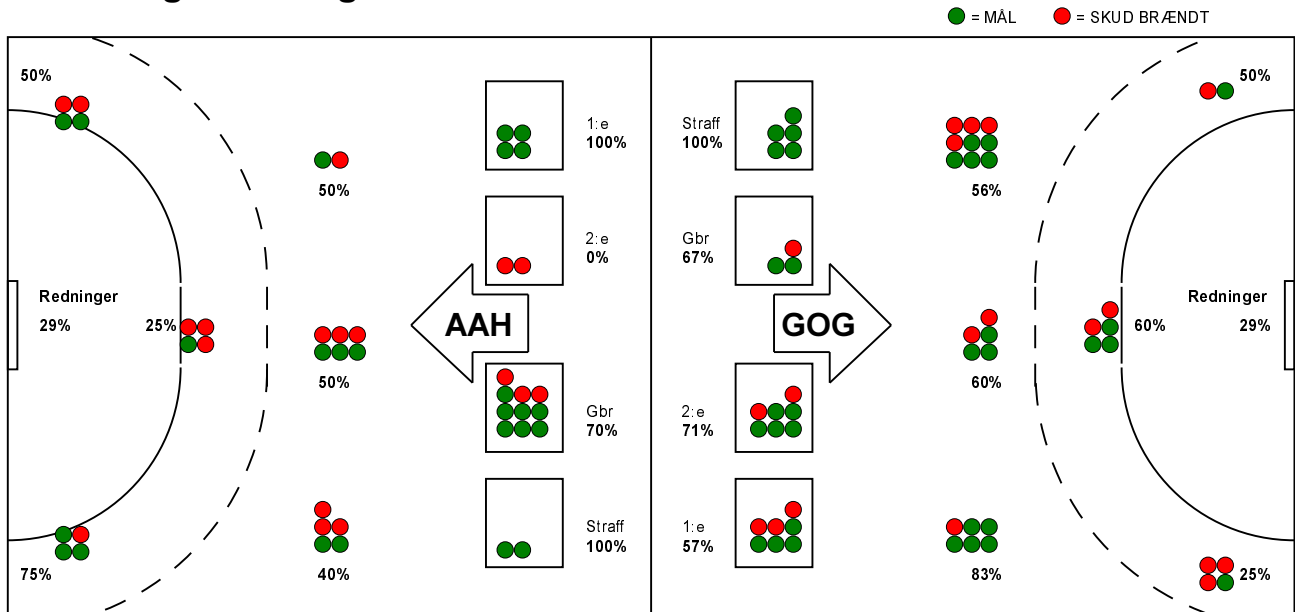 = MÅL = SKUD BRÆNDT
50%
50%
1:e
100%
Straff
100%
56%
50%
2:e
0%
Gbr
67%
Redninger
29%
25%
50%
AAH
GOG
60%
60%
Redninger
29%
Gbr
70%
2:e
71%
75%
40%
Straff
100%
1:e
57%
83%
25%